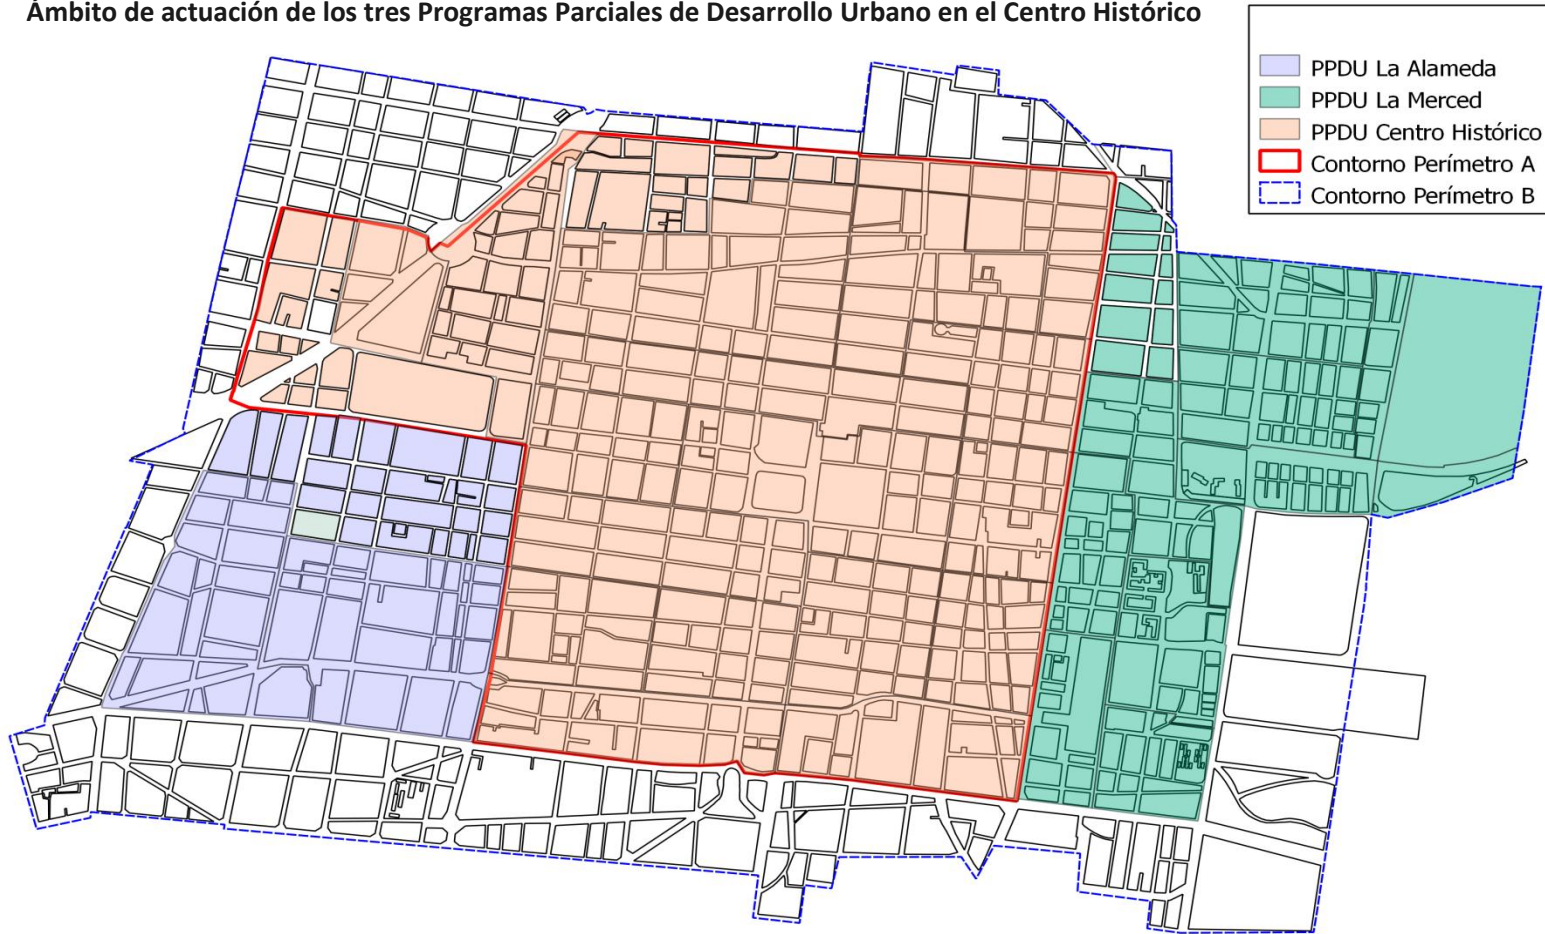 Ámbito de actuación de los tres Programas Parciales de Desarrollo Urbano en el Centro Histórico
PPDU La Alameda
PPDU La Merced
PPDU Centro Histórico
Contorno Perímetro A
Contorno Perímetro B